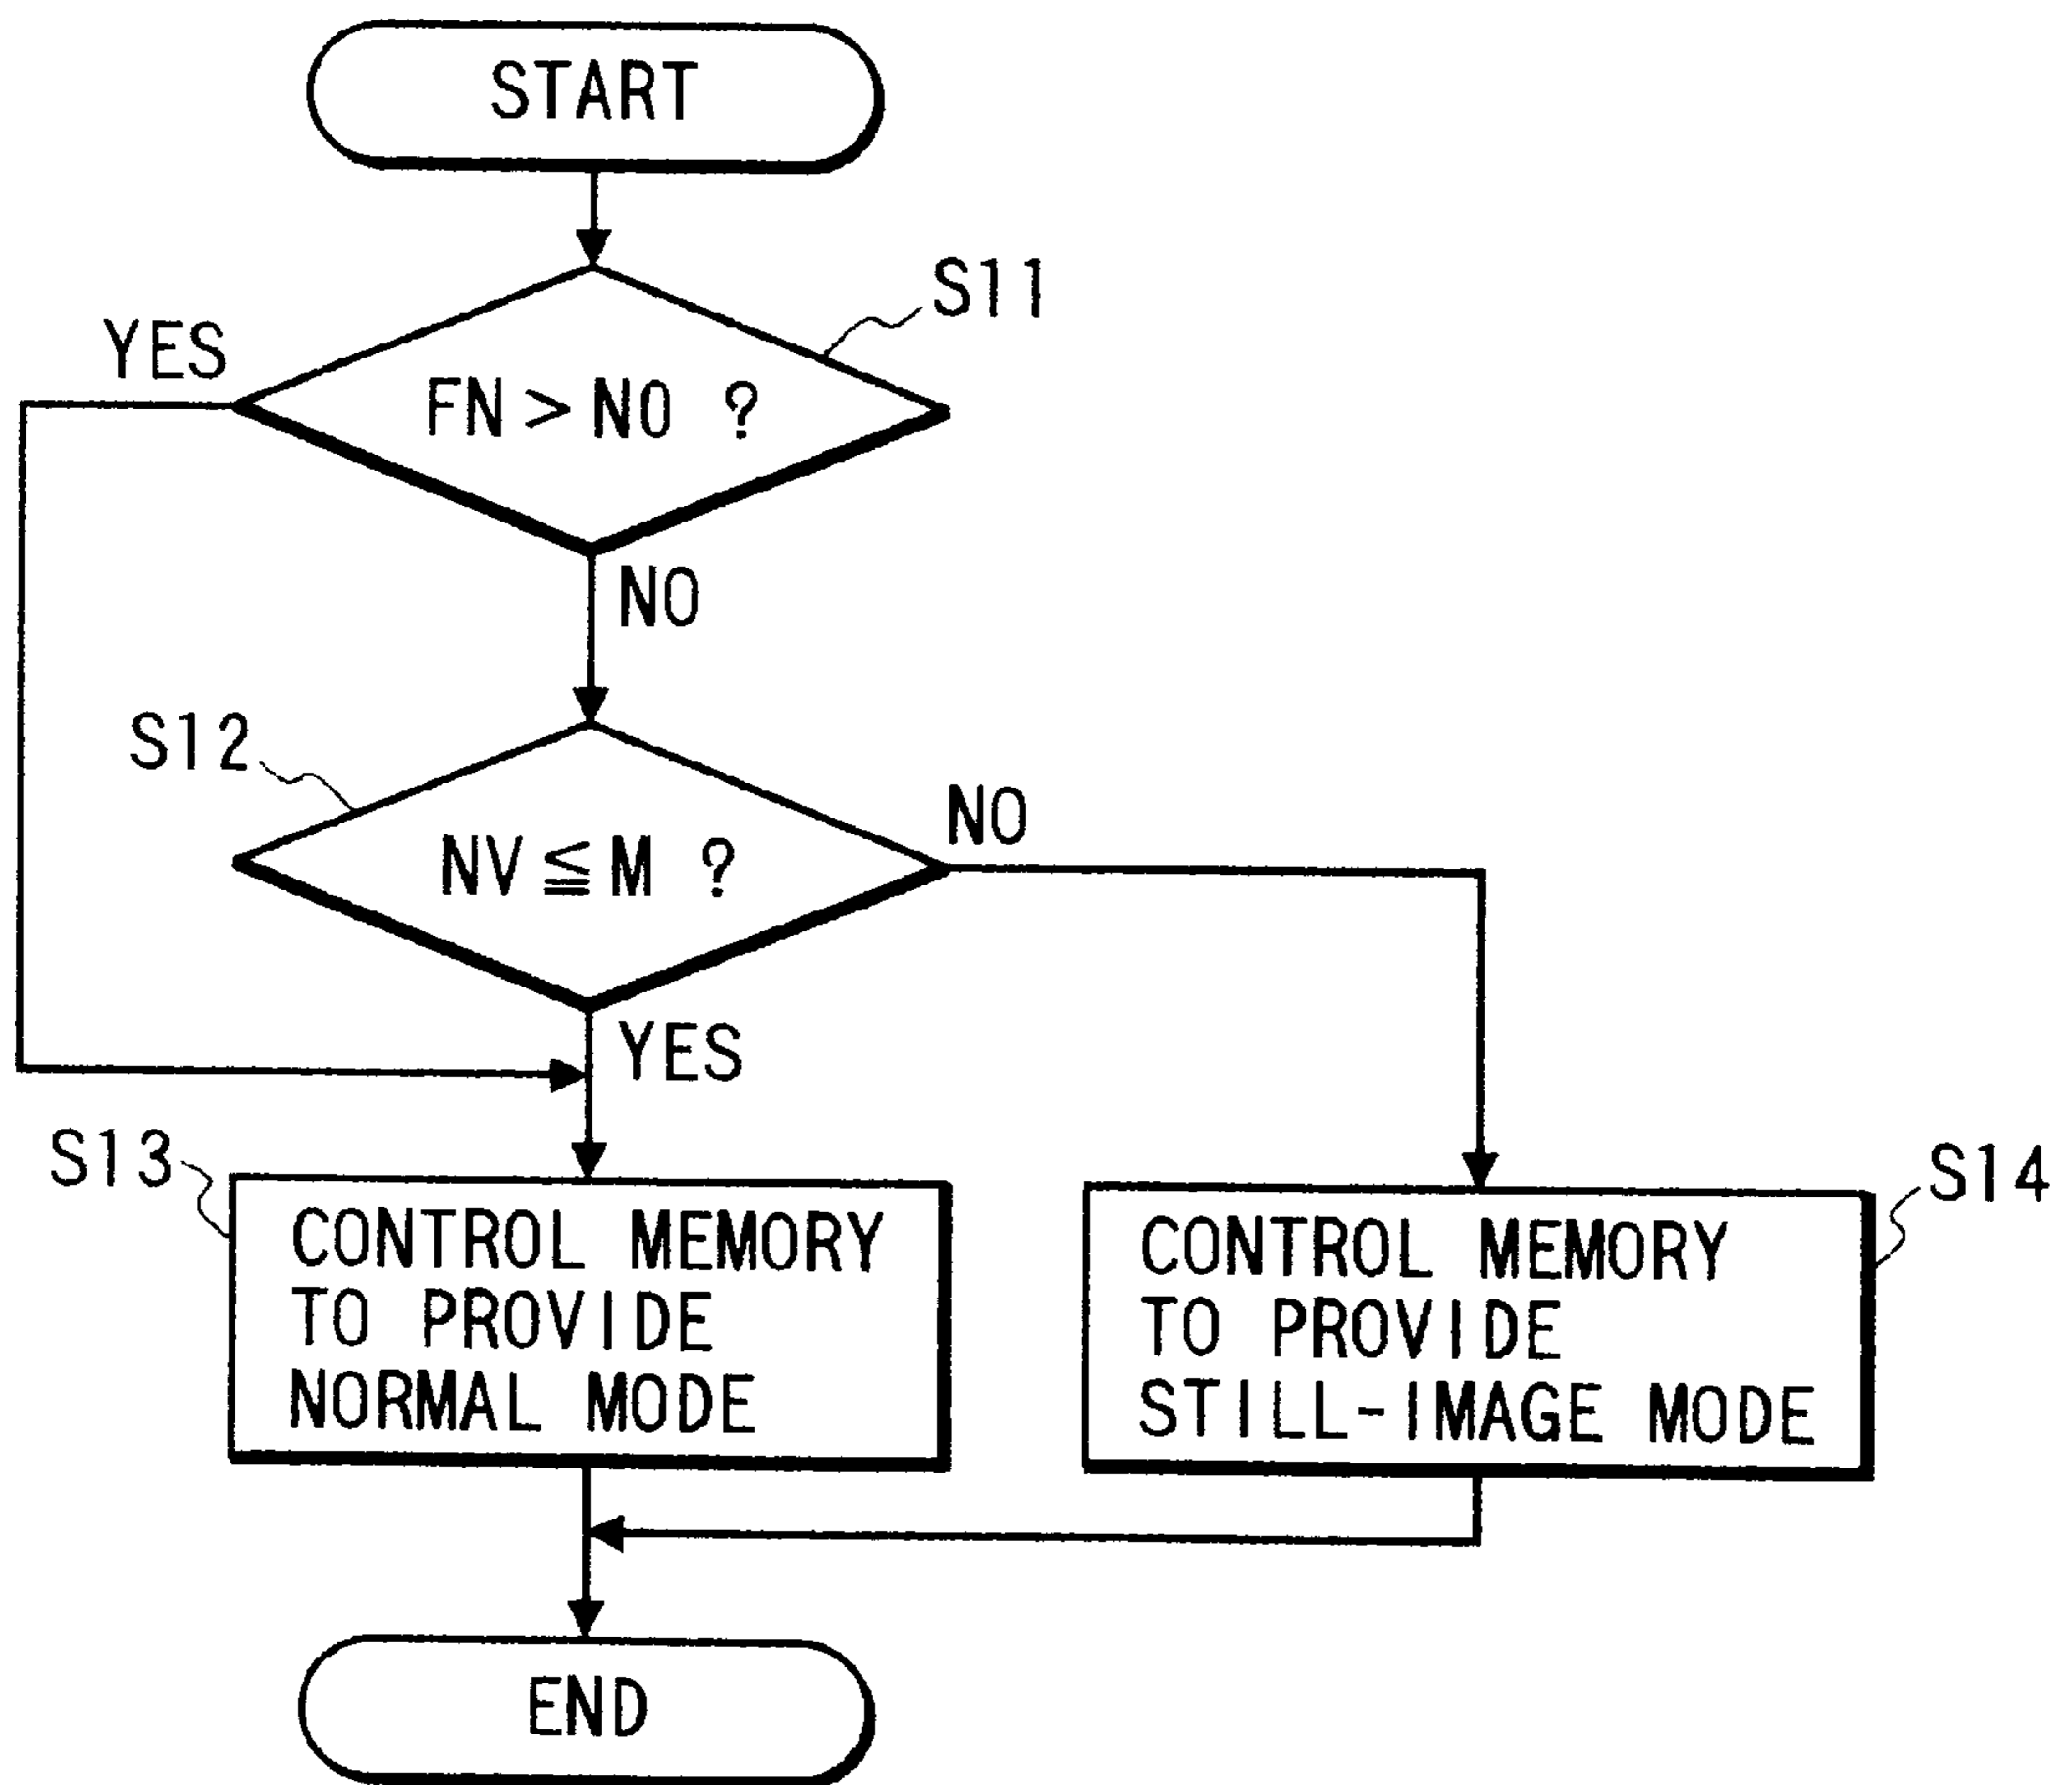 START
S11
YES
FN > NO ?
NO
S12
NO
NV ≦ M ?
YES
S13
S14
CONTROL MEMORY
TO PROVIDE
NORMAL MODE
CONTROL MEMORY
TO PROVIDE
STILL-IMAGE MODE
END